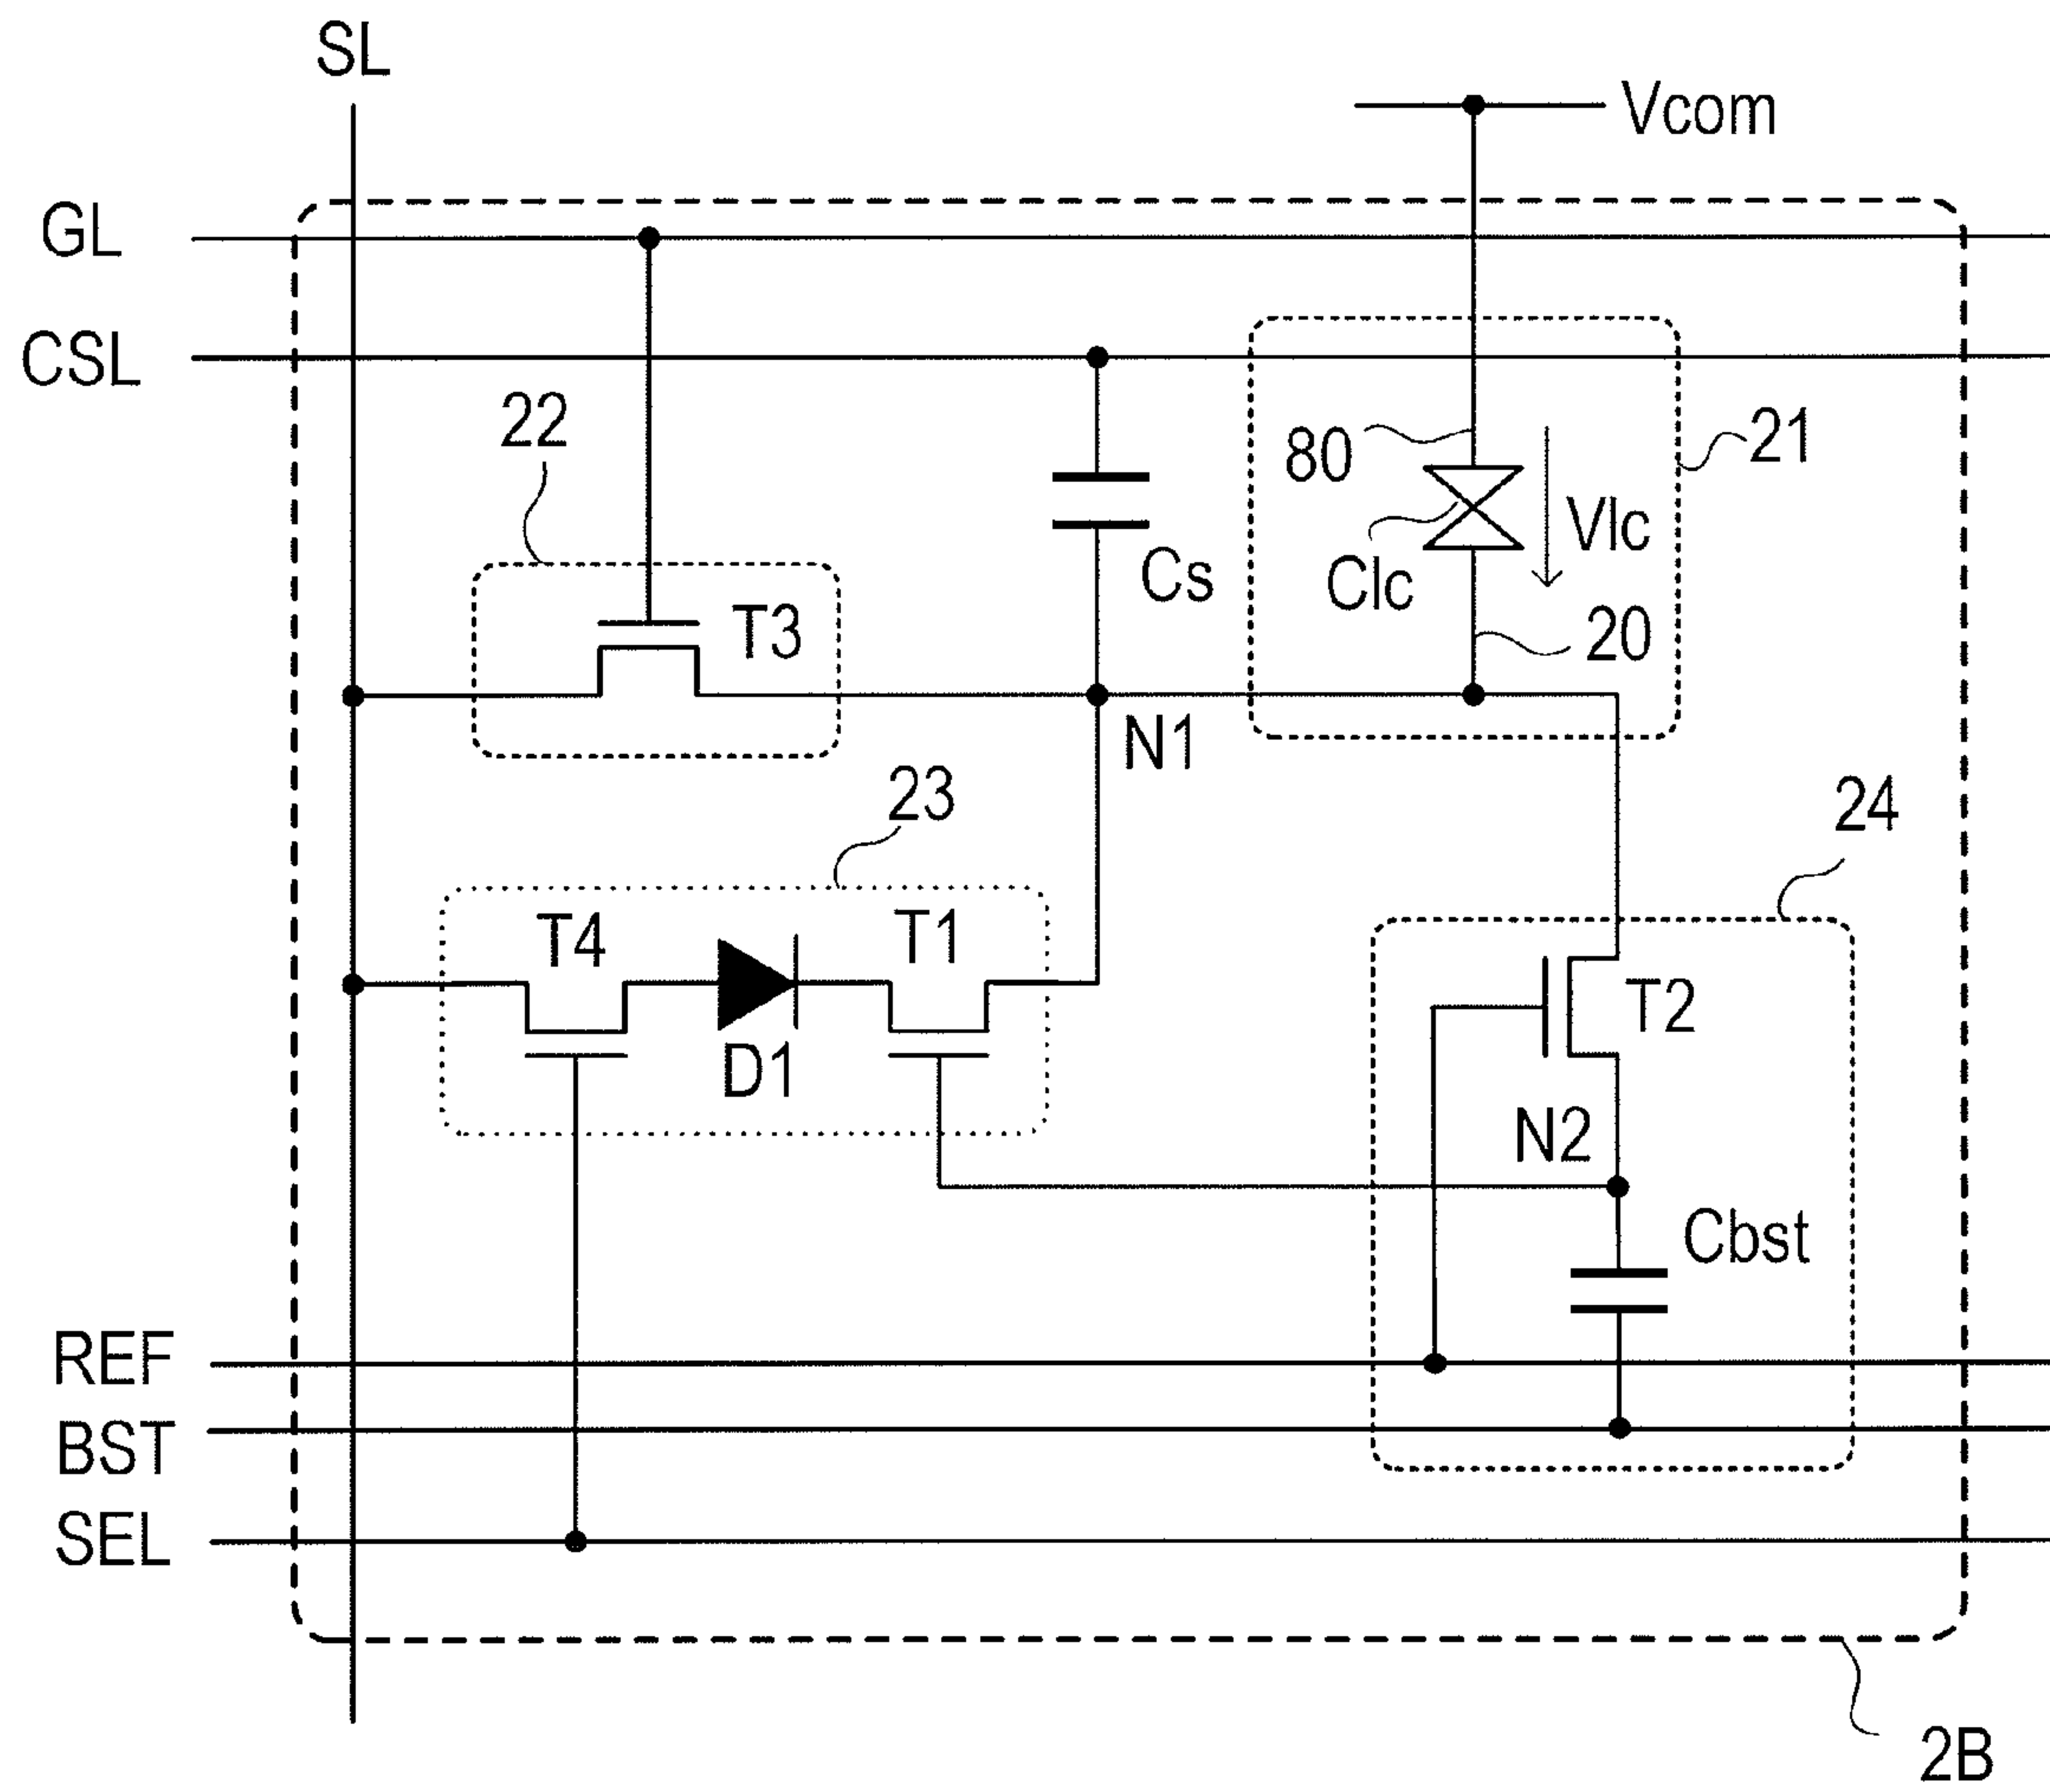 SL
Vcom
GL
CSL
22
80
21
Vlc
Clc
Cs
20
T3
N1
23
24
T4
T1
D1
T2
N2
Cbst
REF
BST
SEL
2B